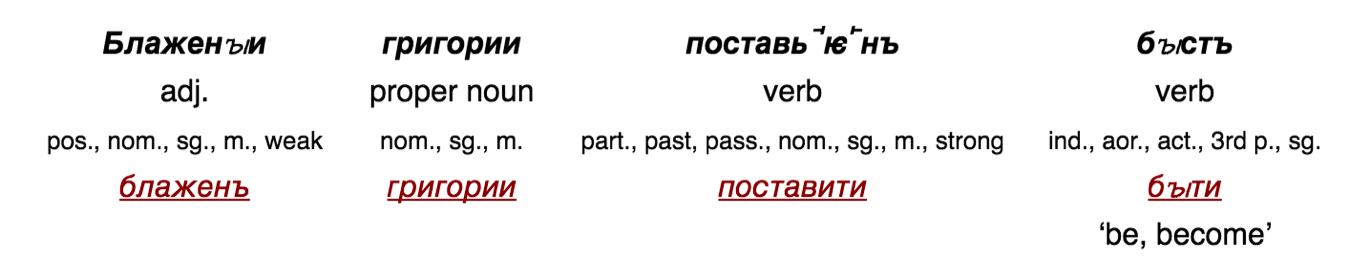 Блаженꙑи григории поставь⸃ѥ⸂нъ бꙑстъ
adj. proper noun verb verb
pos., nom., sg., m., weak nom., sg., m. part., past, pass., nom., sg., m., strong ind., aor., act., 3rd p., sg.
блаженъ григории поставити бꙑти
‘be, become’